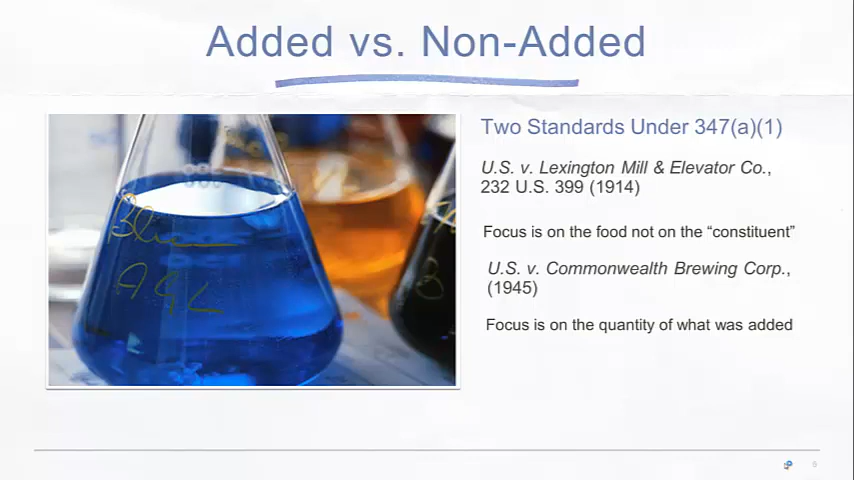 Added vs. Non-Added
Two Standards Under 347(a)(1)
U.S. v. Lexington Mill & Elevator Co.,
232 U.S. 399 (1914)
Focus is on the food not on the “constituent”
U.S. v. Commonwealth Brewing Corp.,
(1945)
Focus is on the quantity of what was added
Blue
AGL
B